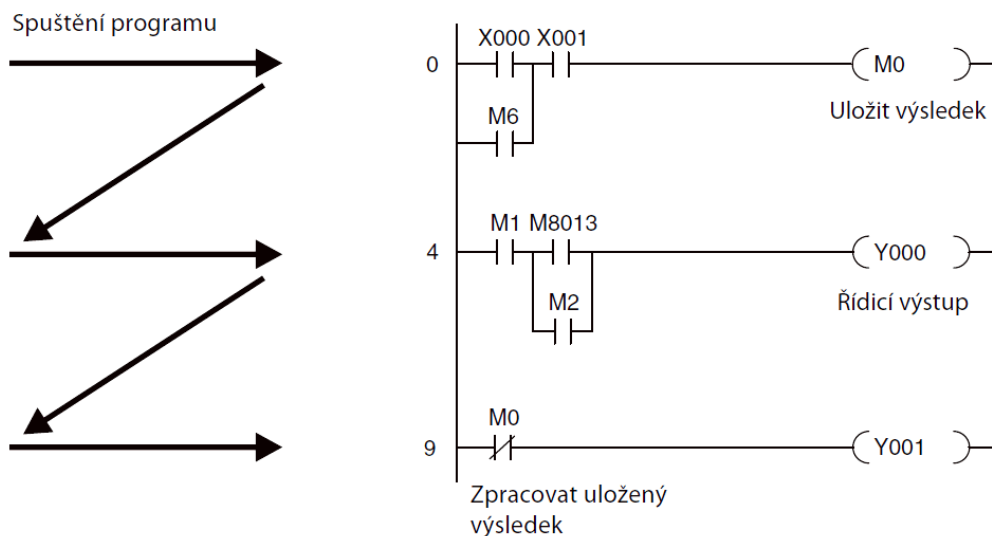 Spuštění programu
X000 X001
0
M0
M6
Uložit výsledek
M1 M8013
4
Y000
M2
Řídicí výstup
M0
9
Y001
Zpracovat uložený
výsledek